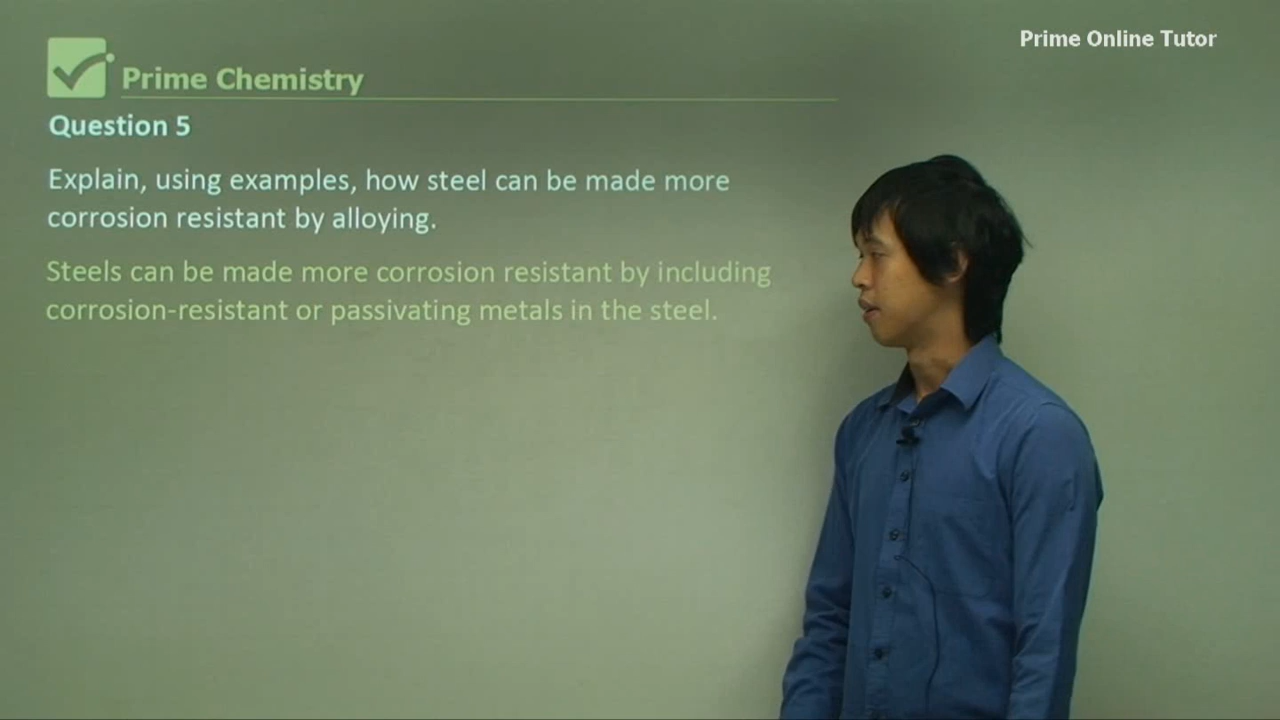 Prime Online Tutor
Prime Chemistry
Question 5
Explain, using examples, how steel can be made more
corrosion resistant by alloying.
Steels can be made more corrosion resistant by including
corrosion-resistant or passivating metals in the steel.